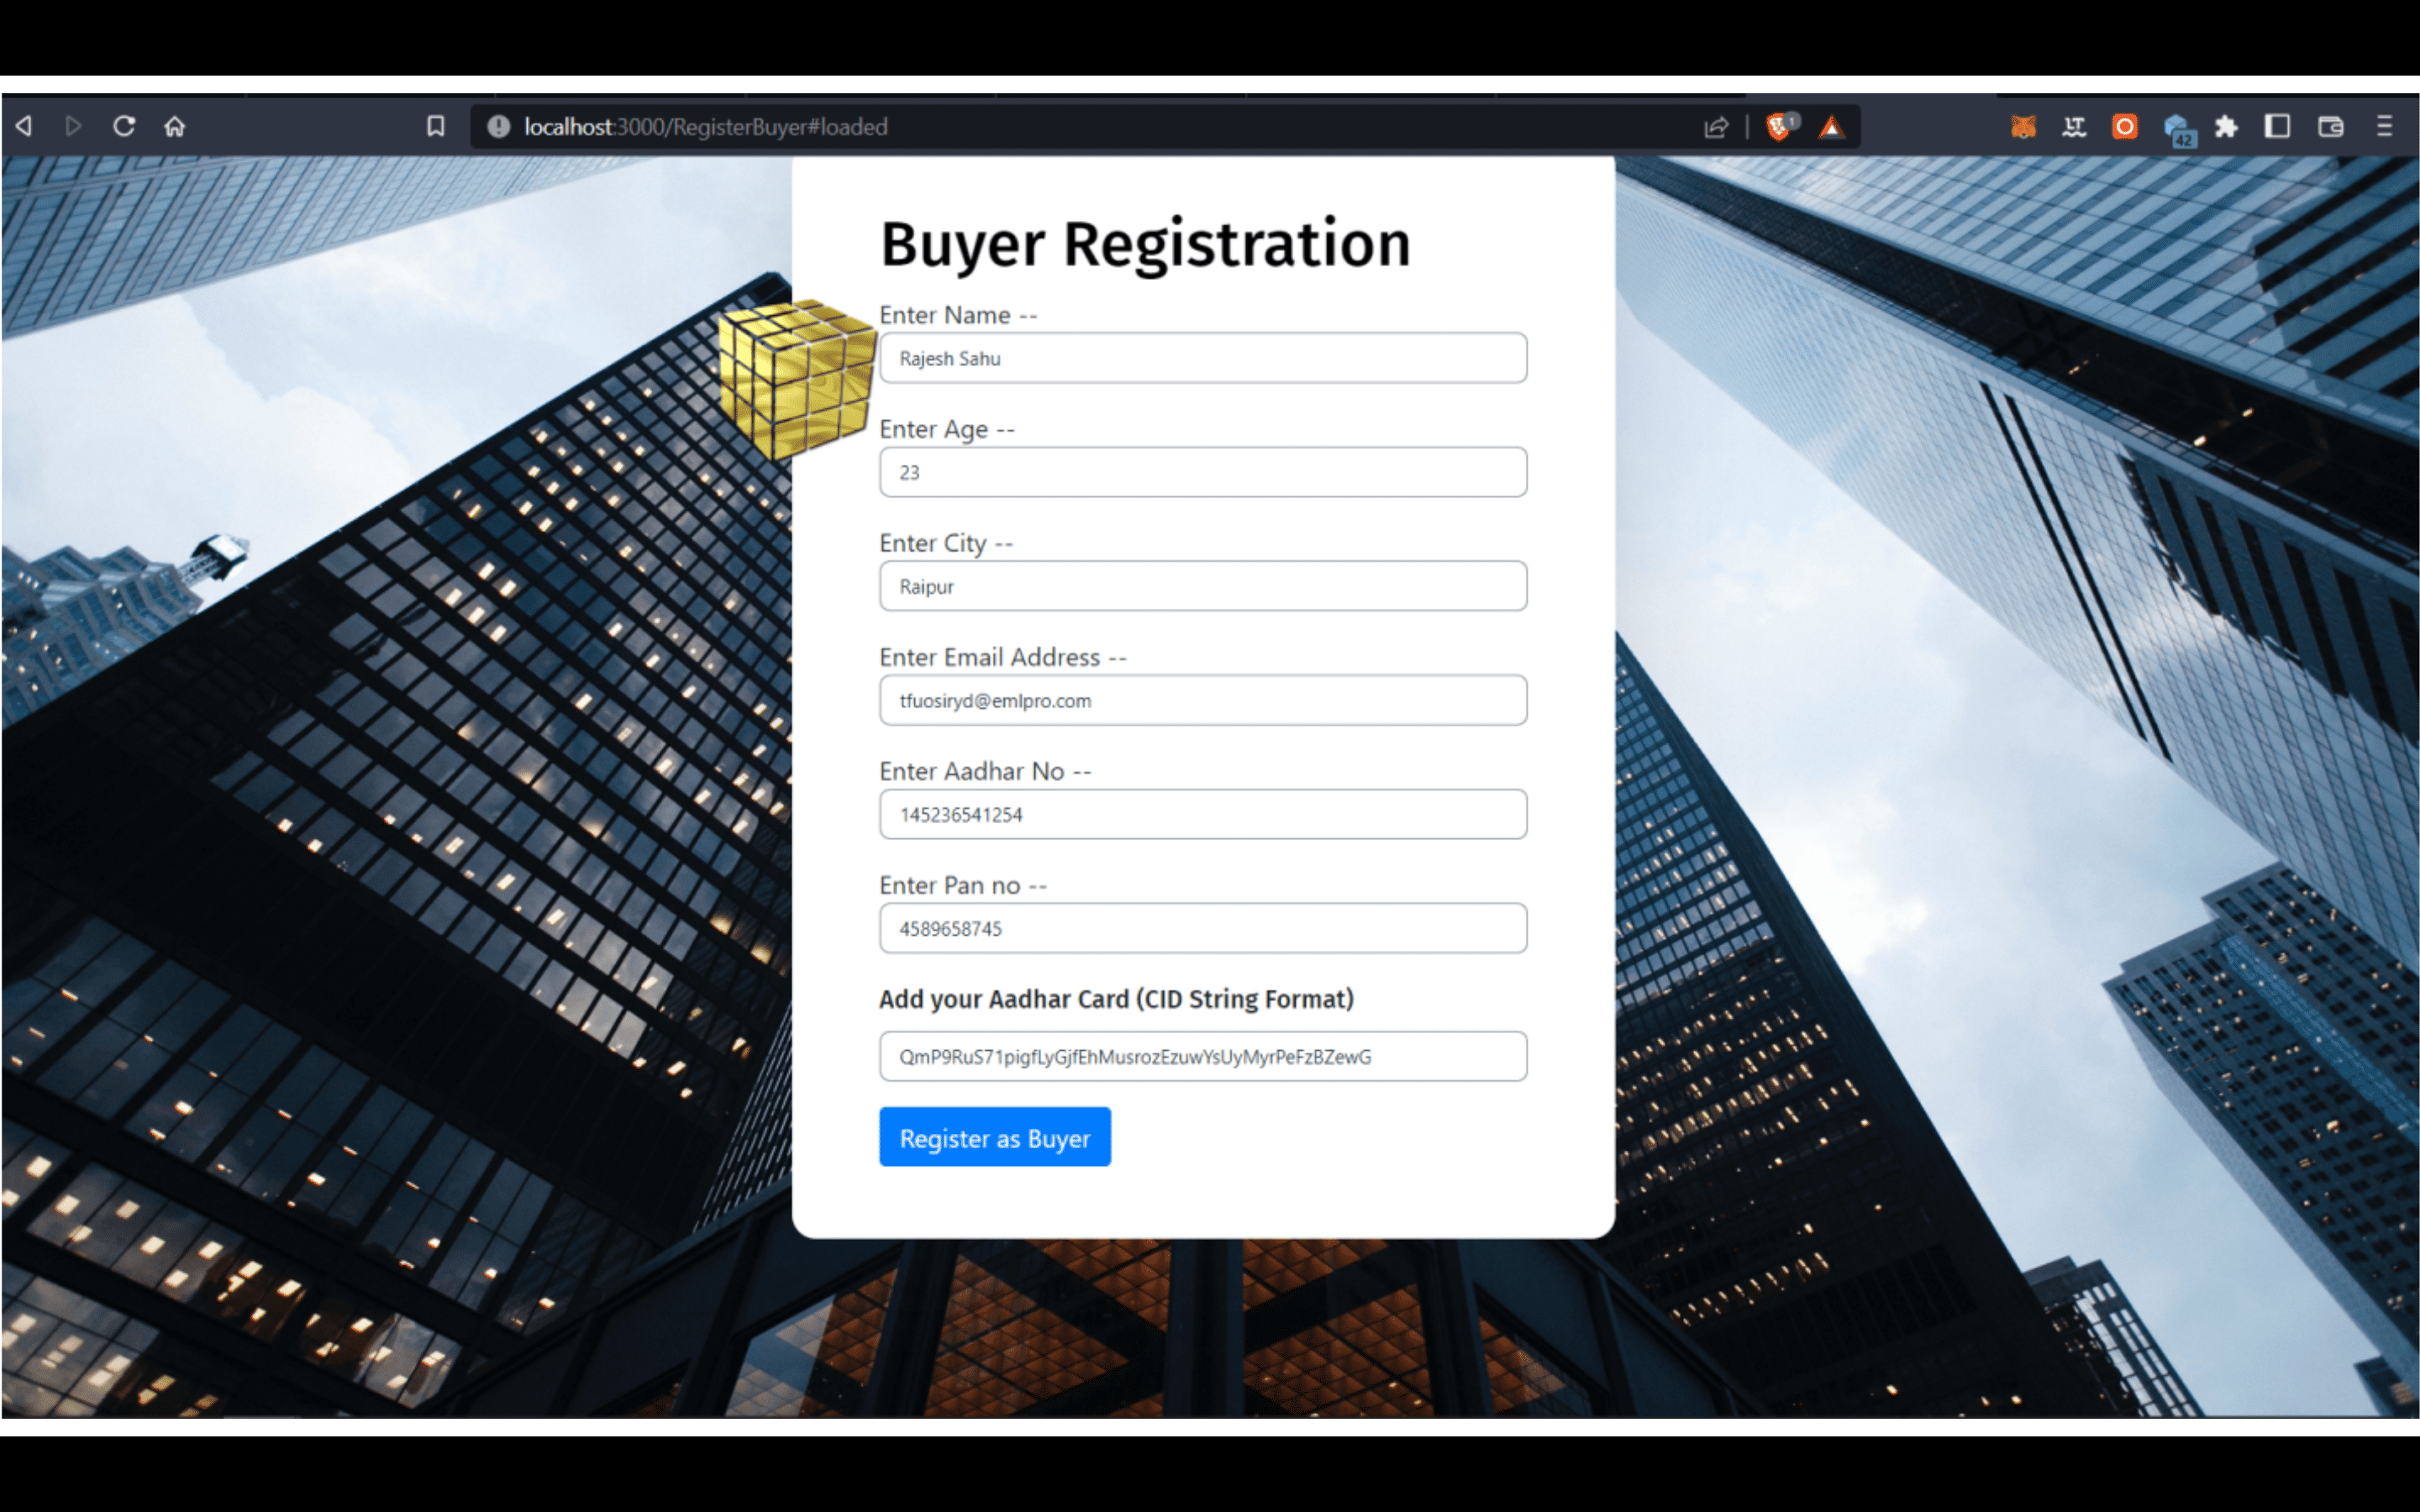 localhost:3000/RegisterBuyer#loaded
1
42
Buyer Registration
Enter Name --
Rajesh Sahu
Enter Age --
23
Enter City --
Raipur
Enter Email Address --
tfuosiryd@emlpro.com
Enter Aadhar No --
145236541254
Enter Pan no --
4589658745
Add your Aadhar Card (CID String Format)
QmP9RuS71pigfLyGjfEhMusrozEzuwYsUyMyrPeFzBZewG
Register as Buyer